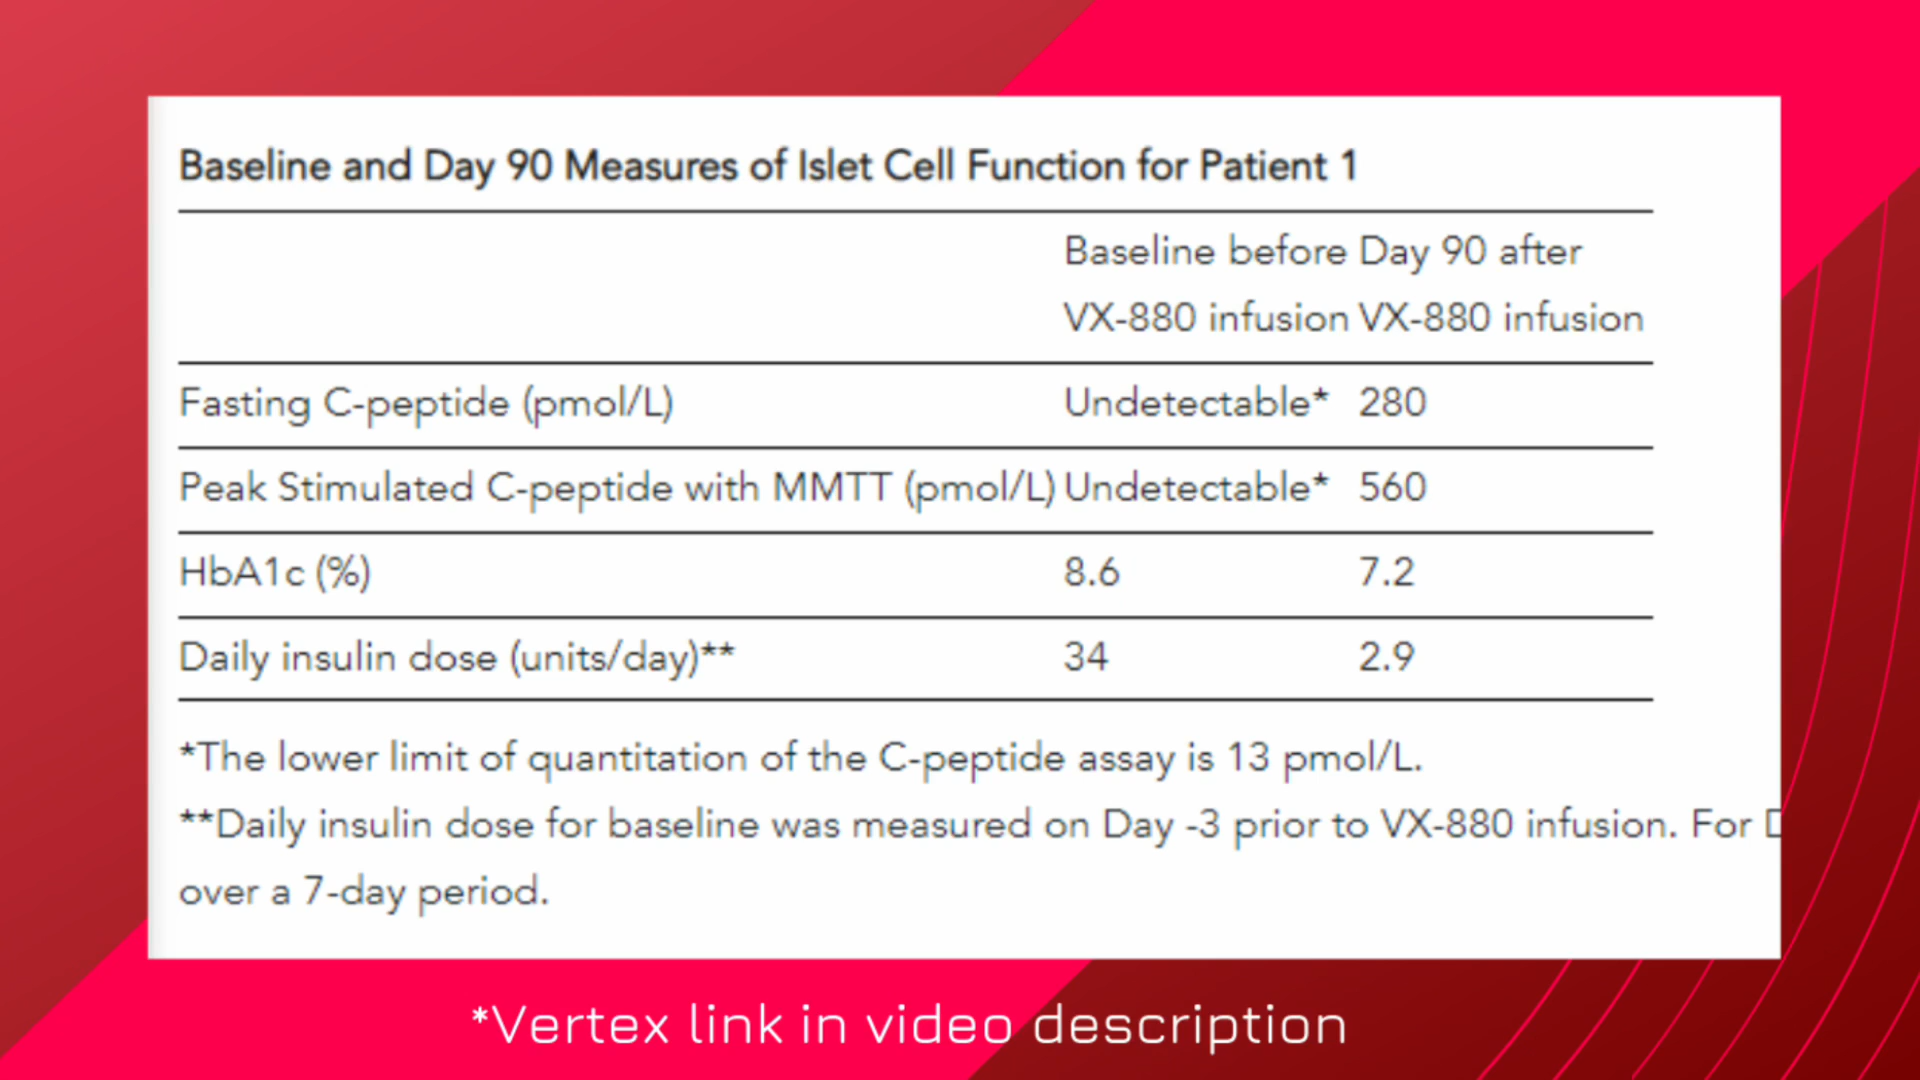 Baseline and Day 90 Measures of Islet Cell Function for Patient 1
Baseline before Day 90 after
VX-880 infusion VX-880 infusion
Fasting C-peptide (pmol/L) Undetectable* 280
Peak Stimulated C-peptide with MMTT (pmol/L) Undetectable* 560
HbA1c (%) 8.6 7.2
Daily insulin dose (units/day)** 34 2.9
*The lower limit of quantitation of the C-peptide assay is 13 pmol/L.
**Daily insulin dose for baseline was measured on Day -3 prior to VX-880 infusion. For
over a 7-day period.
*Vertex link in video description